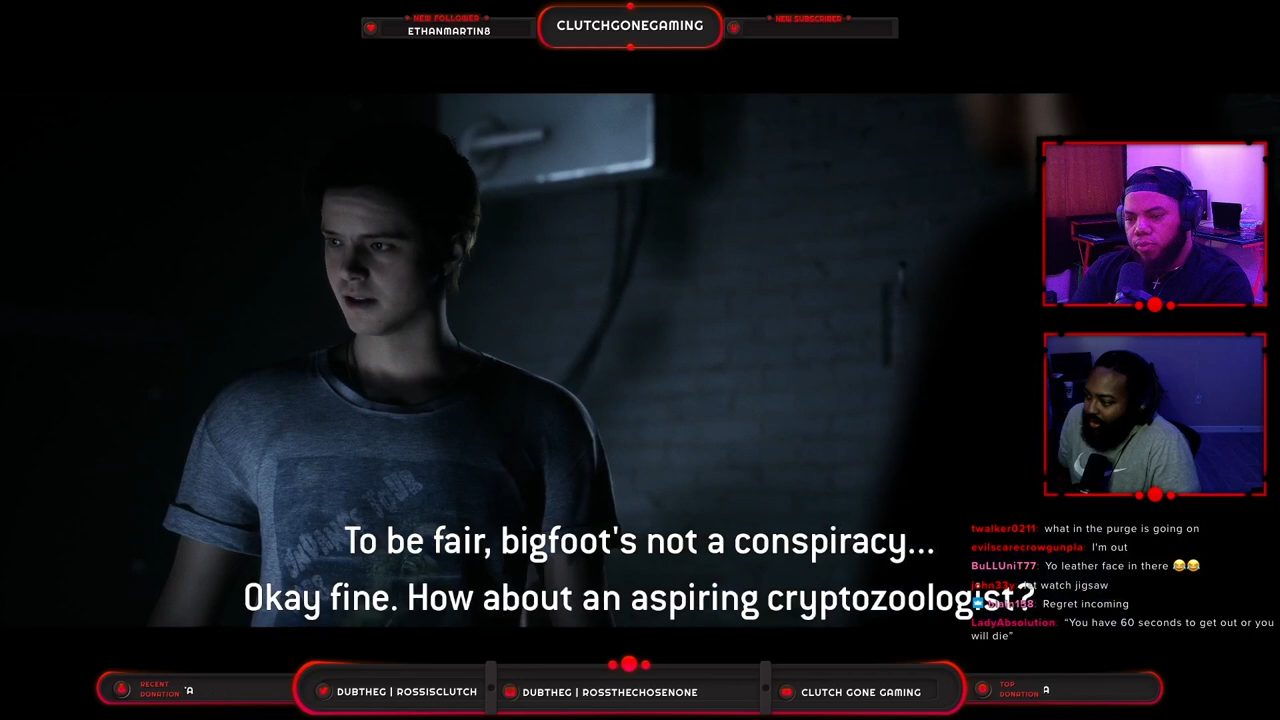 NEW FOLLOWER
ETHANMARTIN8
CLUTCHGONEGAMING
NEW SUBSCRIBER
To be fair, bigfoot's not a conspiracy...
Okay fine. How about an aspiring cryptozoologist?
twalker0211: what in the purge is going on
evilscarecrowgunpla: I'm out
BuLLUniT77: Yo leather face in there 😂😂
let watch jigsaw
Regret incoming
LadyAbsolution: “You have 60 seconds to get out or you
will die”
RECENT
DONATION
DUBTHEG | ROSSISCLUTCH
DUBTHEG | ROSSTHECHOSENONE
CLUTCH GONE GAMING
TOP
DONATION